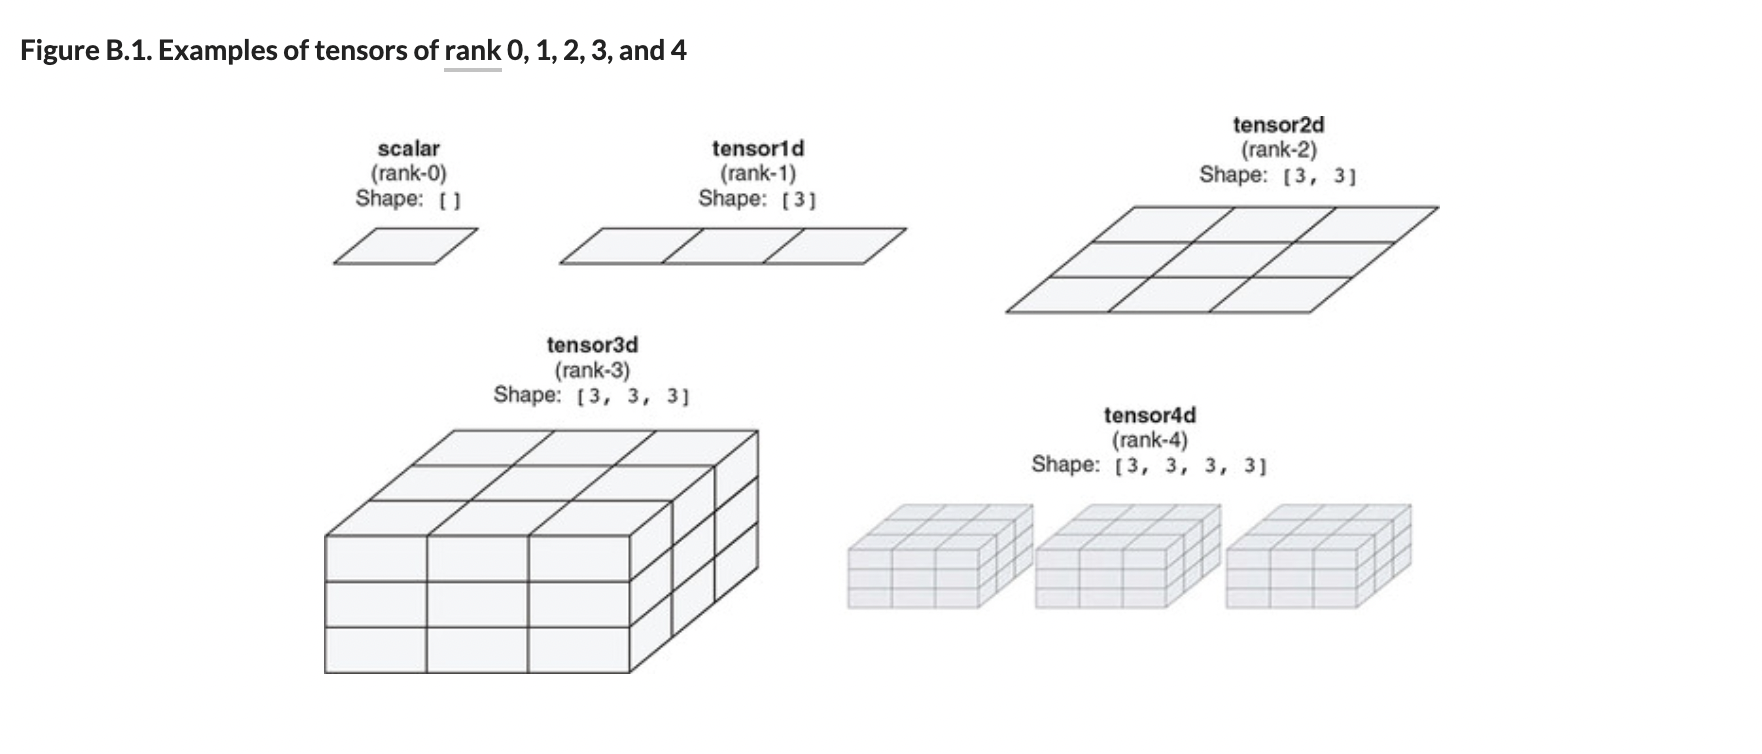 Figure B.1. Examples of tensors of rank 0, 1, 2, 3, and 4
scalar
(rank-0)
Shape: []
tensor1d
(rank-1)
Shape: [3]
tensor2d
(rank-2)
Shape: [3, 3]
tensor3d
(rank-3)
Shape: [3, 3, 3]
tensor4d
(rank-4)
Shape: [3, 3, 3, 3]